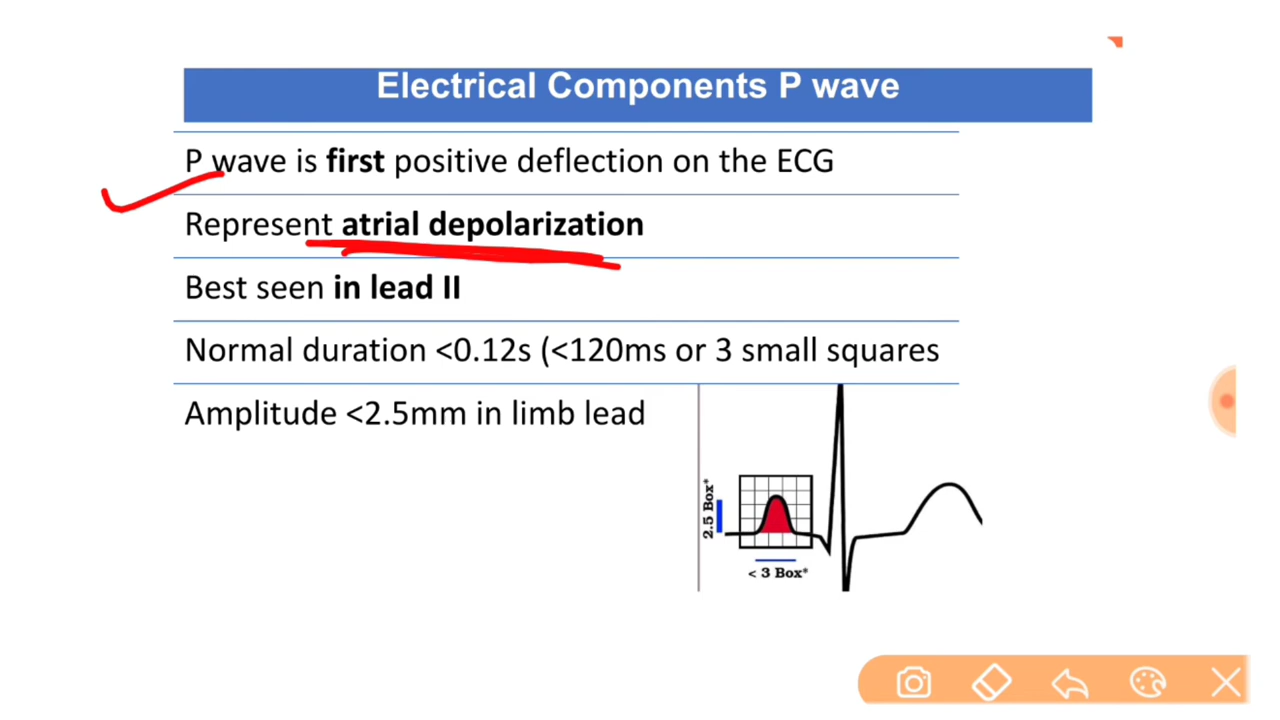 Electrical Components P wave
P wave is first positive deflection on the ECG
Represent atrial depolarization
Best seen in lead II
Normal duration <0.12s (<120ms or 3 small squares
Amplitude <2.5mm in limb lead
2.5 Box*
< 3 Box*